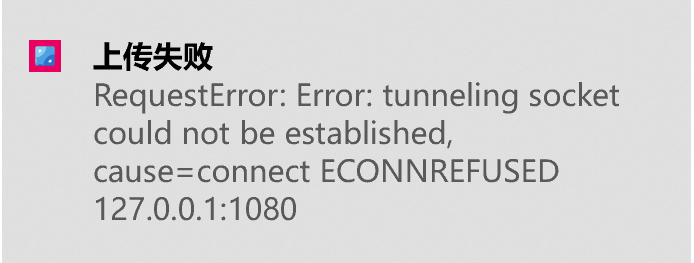 上传失败
RequestError: Error: tunneling socket
could not be established,
cause=connect ECONNREFUSED
127.0.0.1:1080